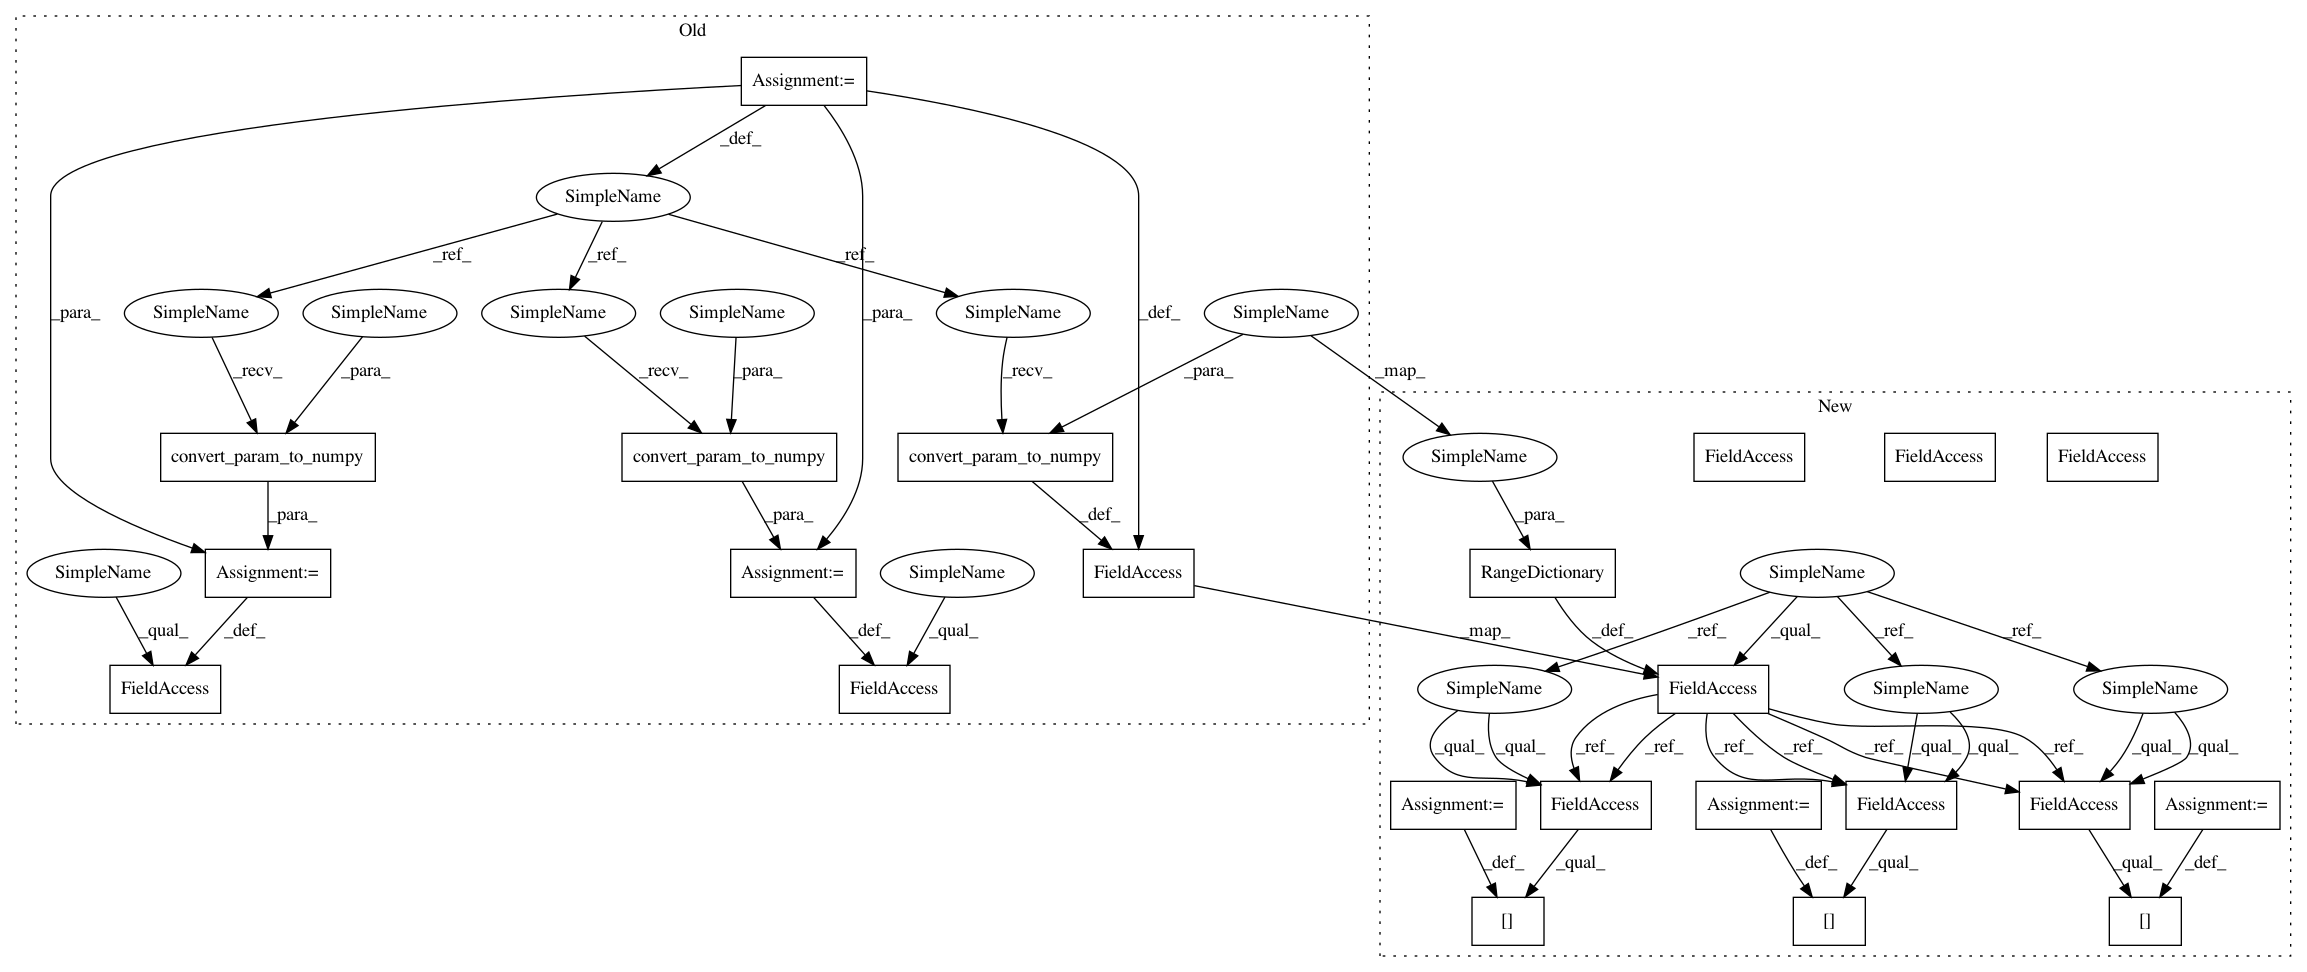 Old
Assignment:=
_def_
SimpleName
_ref_ _ref_ _ref_
_para_ SimpleName SimpleName SimpleName SimpleName _para_ SimpleName _def_ SimpleName
_recv_ _para_ _recv_ _para_ _recv_ _para_ _map_
New
convert_param_to_numpy convert_param_to_numpy convert_param_to_numpy SimpleName FieldAccess FieldAccess FieldAccess
_para_ _para_ _def_ _para_
SimpleName Assignment:= Assignment:= SimpleName FieldAccess RangeDictionary SimpleName
_qual_ _def_ _def_ _qual_ _map_ _def_ _ref_ _qual_ _ref_ _ref_
FieldAccess FieldAccess SimpleName FieldAccess SimpleName SimpleName
_qual_ _qual_ _ref_ _ref_ _ref_ _ref_ _ref_ _qual_ _qual_ _ref_ _qual_ _qual_
Assignment:= FieldAccess Assignment:= FieldAccess FieldAccess Assignment:=
_def_ _qual_ _def_ _qual_ _qual_ _def_
[] [] []